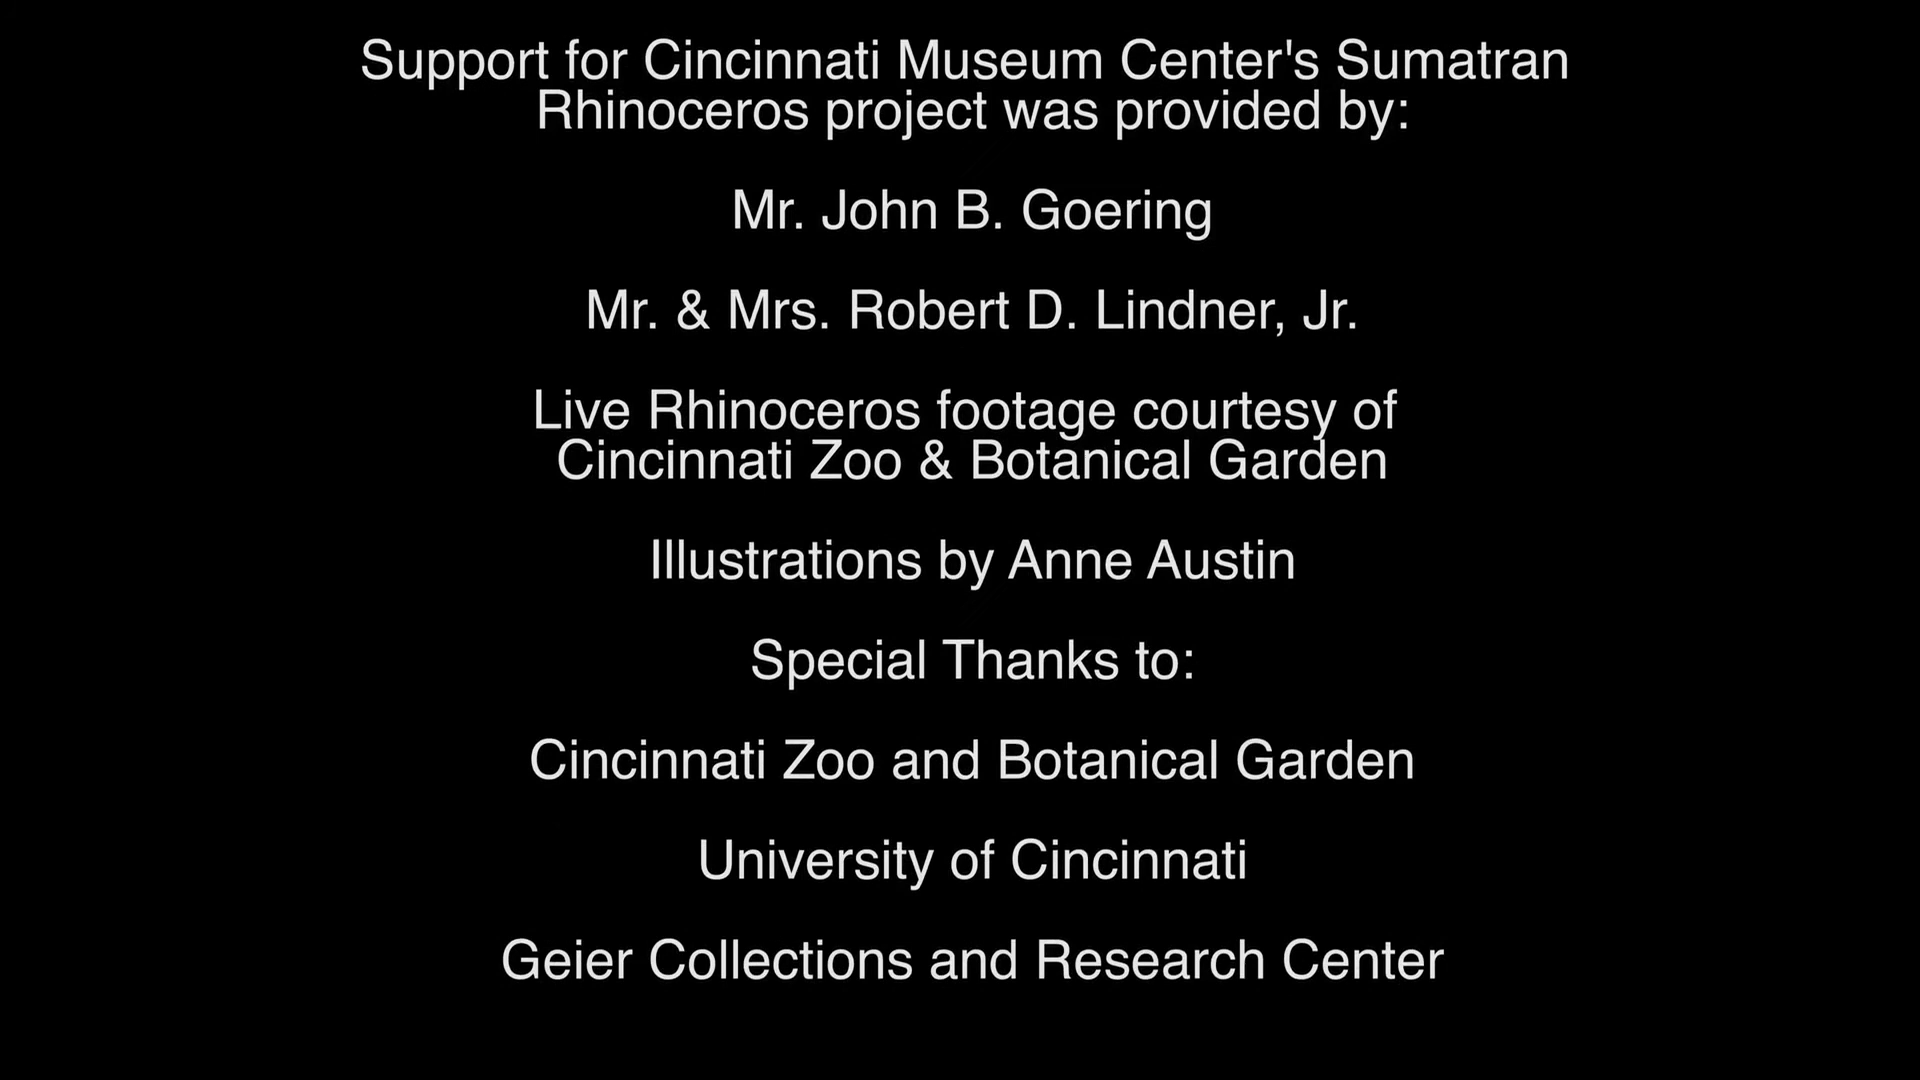 Support for Cincinnati Museum Center's Sumatran
Rhinoceros project was provided by:
Mr. John B. Goering
Mr. & Mrs. Robert D. Lindner, Jr.
Live Rhinoceros footage courtesy of
Cincinnati Zoo & Botanical Garden
Illustrations by Anne Austin
Special Thanks to:
Cincinnati Zoo and Botanical Garden
University of Cincinnati
Geier Collections and Research Center